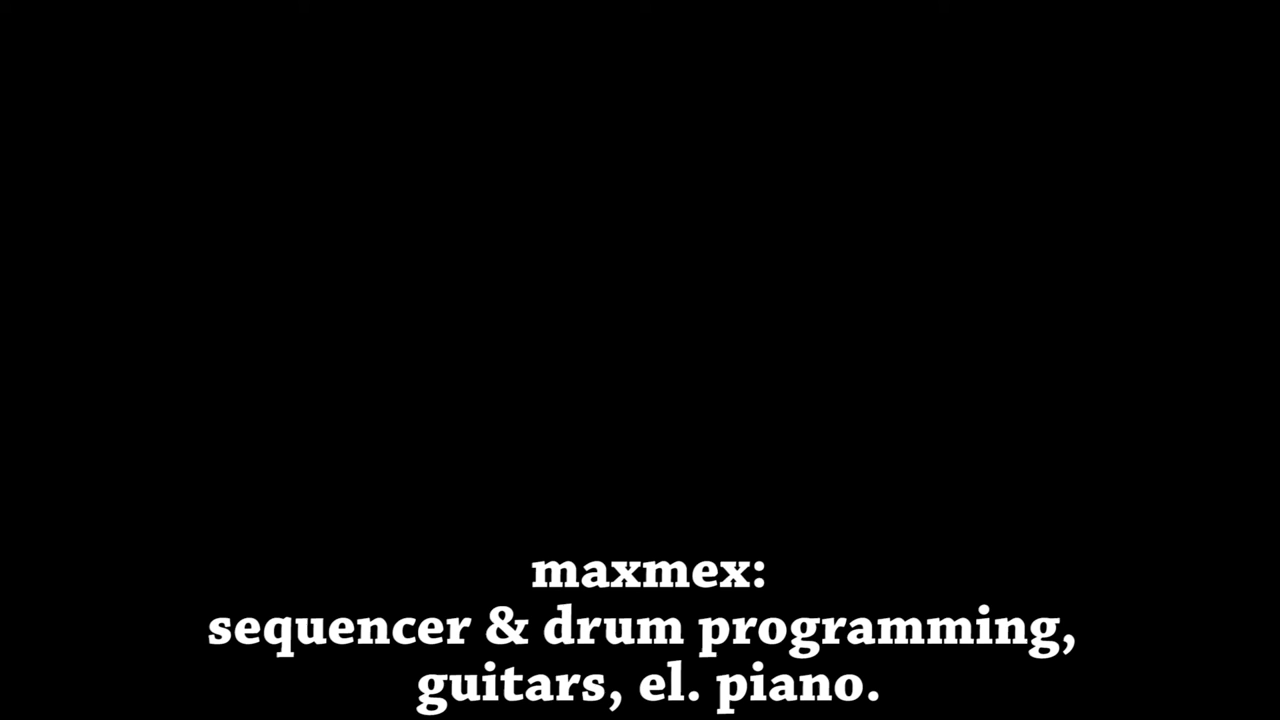 maxmex:
sequencer & drum programming,
guitars, el. piano.